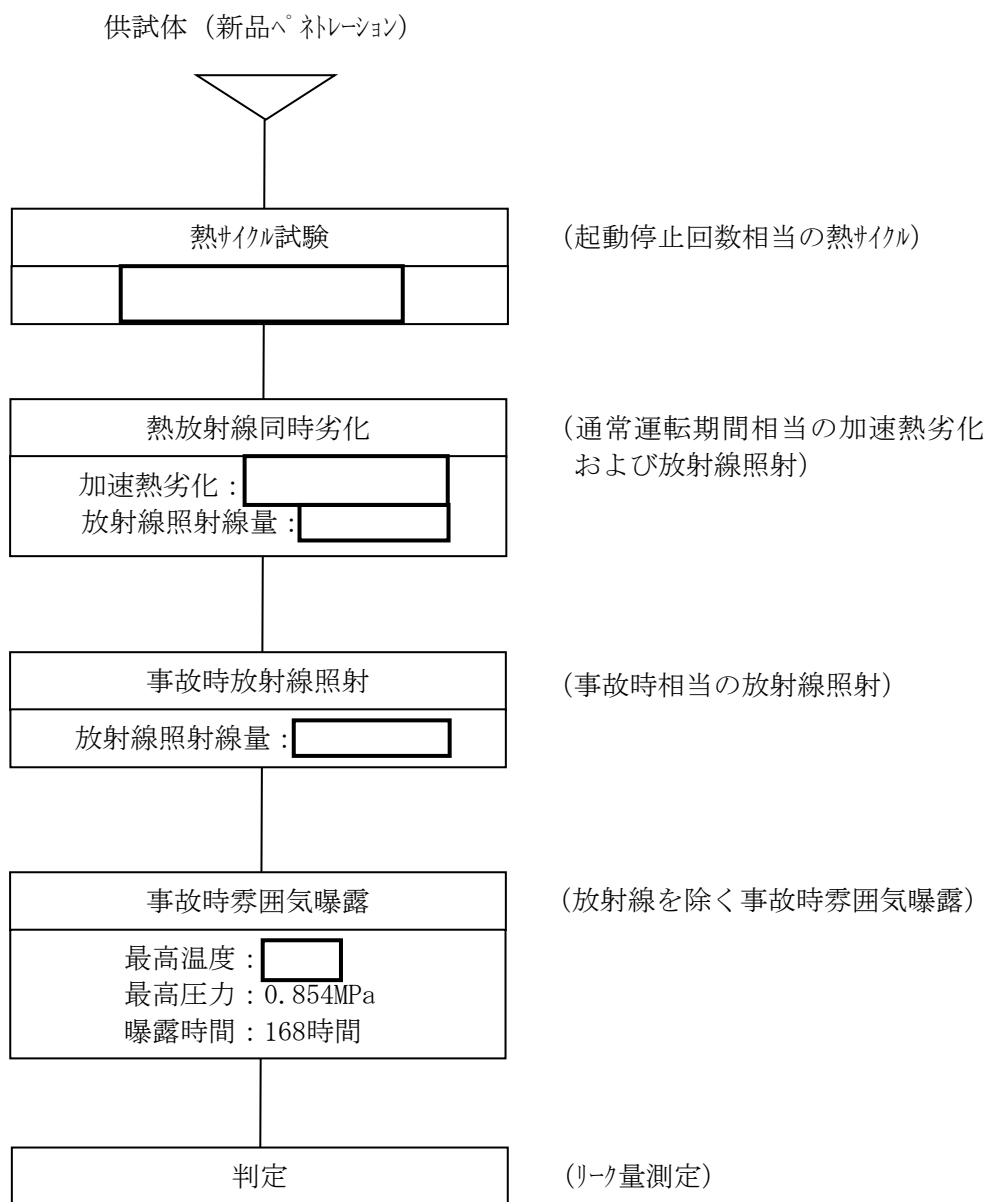 供試体 (新品ﾍﾟﾈﾄﾚｰｼｮﾝ)
熱ｻｲｸﾙ試験
(起動停止回数相当の熱ｻｲｸﾙ)
熱放射線同時劣化
(通常運転期間相当の加速熱劣化
および放射線照射)
加速熱劣化：
放射線照射線量：
事故時放射線照射
(事故時相当の放射線照射)
放射線照射線量：
事故時雰囲気曝露
(放射線を除く事故時雰囲気曝露)
最高温度：
最高圧力：0.854MPa
曝露時間：168時間
判定
(ﾘｰｸ量測定)